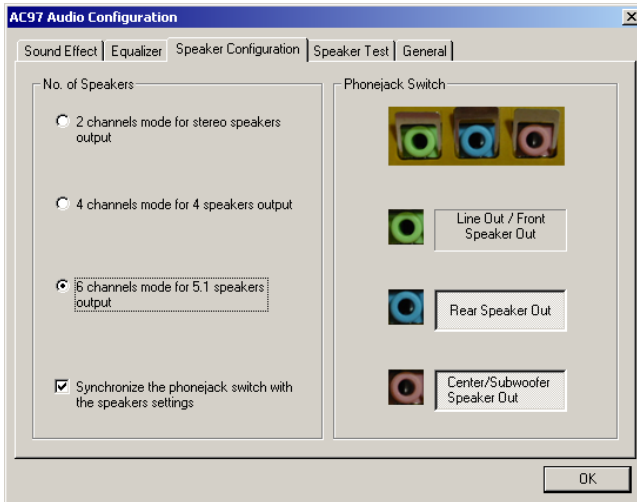 AC97 Audio Configuration
Sound Effect
Equalizer
Speaker Configuration
Speaker Test
General
No. of Speakers
2 channels mode for stereo speakers
output
4 channels mode for 4 speakers output
6 channels mode for 5.1 speakers
output
Synchronize the phonejack switch with
the speakers settings
Phonejack Switch
Line Out / Front
Speaker Out
Rear Speaker Out
Center/Subwoofer
Speaker Out
OK